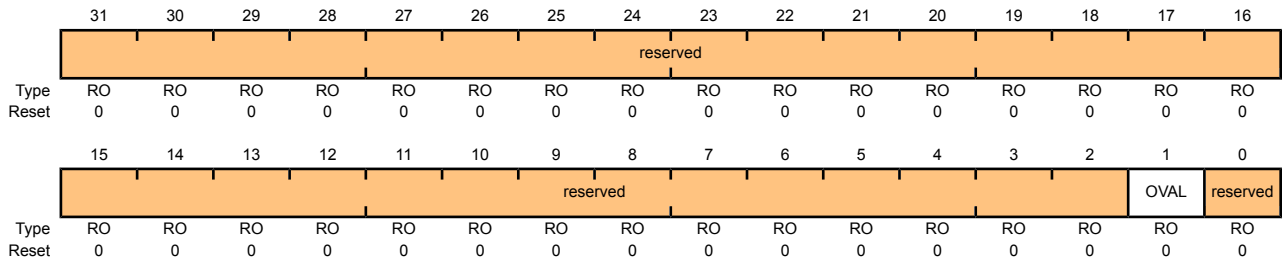 31 30 29 28 27 26 25 24 23 22 21 20 19 18 17 16
reserved
Type RO RO RO RO RO RO RO RO RO RO RO RO RO RO RO RO
Reset 0 0 0 0 0 0 0 0 0 0 0 0 0 0 0 0
15 14 13 12 11 10 9 8 7 6 5 4 3 2 1 0
reserved OVAL reserved
Type RO RO RO RO RO RO RO RO RO RO RO RO RO RO RO RO
Reset 0 0 0 0 0 0 0 0 0 0 0 0 0 0 0 0